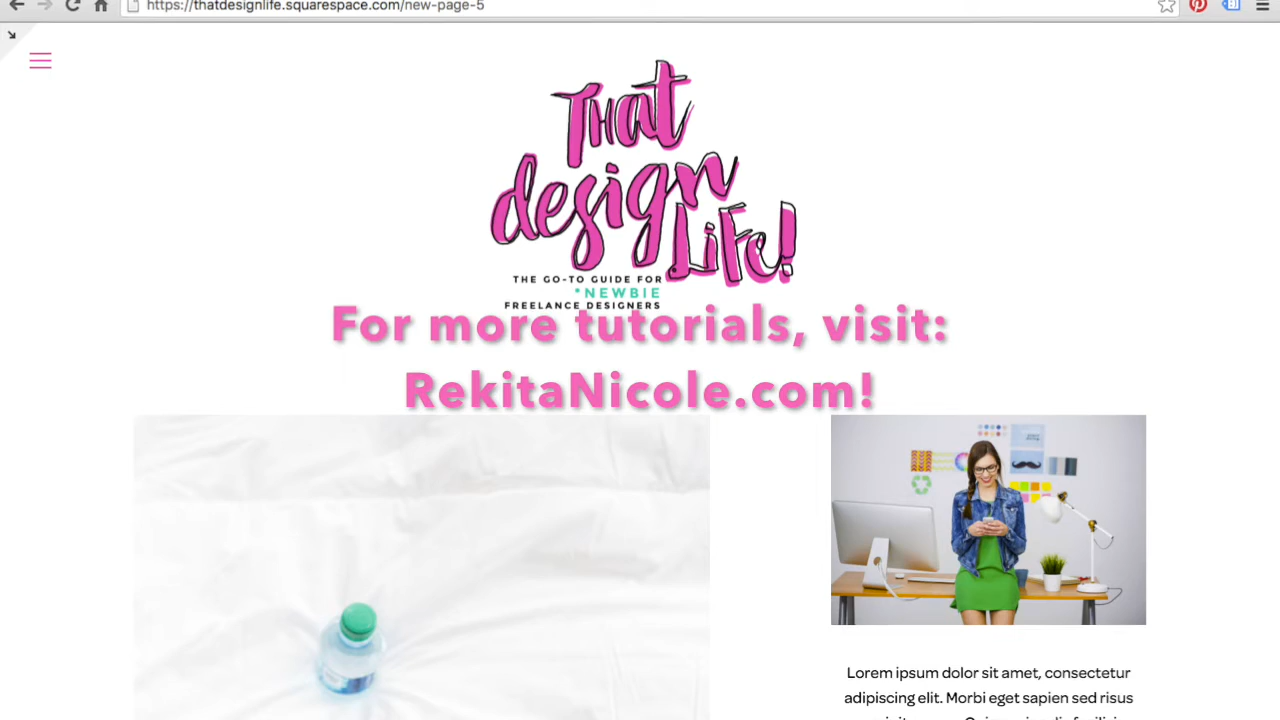 https://thatdesignlife.squarespace.com/new-page-5
That
design
Life!
THE GO-TO GUIDE FOR
*NEWBIE
FREELANCE DESIGNERS
For more tutorials, visit:
RekitaNicole.com!
Lorem ipsum dolor sit amet, consectetur
adipiscing elit. Morbi eget sapien sed risus